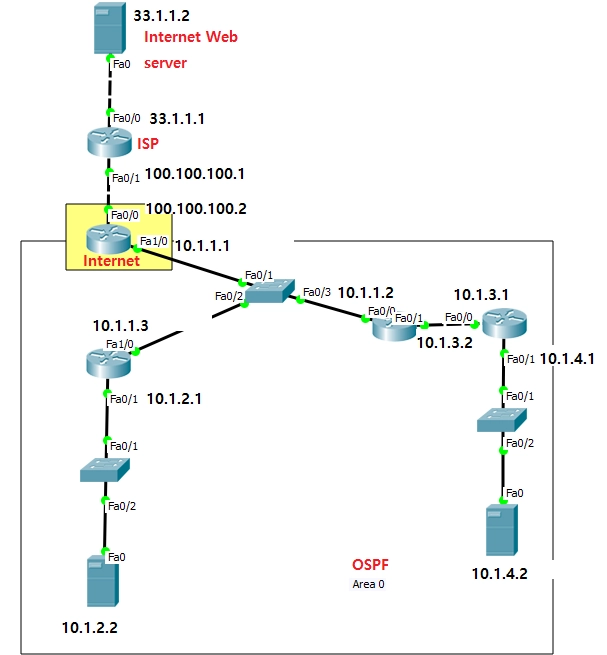 33.1.1.2
Internet Web
server
Fa0
Fa0/0 33.1.1.1
ISP
Fa0/1 100.100.100.1
Fa0/0 100.100.100.2
Fa1/0 10.1.1.1
Internet
Fa0/1
Fa0/2
Fa0/3 10.1.1.2
Fa0/0
Fa0/1
10.1.3.2
10.1.3.1
Fa0/0
Fa0/1 10.1.4.1
Fa0/1
Fa0/2
Fa0
10.1.4.2
10.1.1.3
Fa1/0
Fa0/1 10.1.2.1
Fa0/1
Fa0/2
Fa0
10.1.2.2
OSPF
Area 0